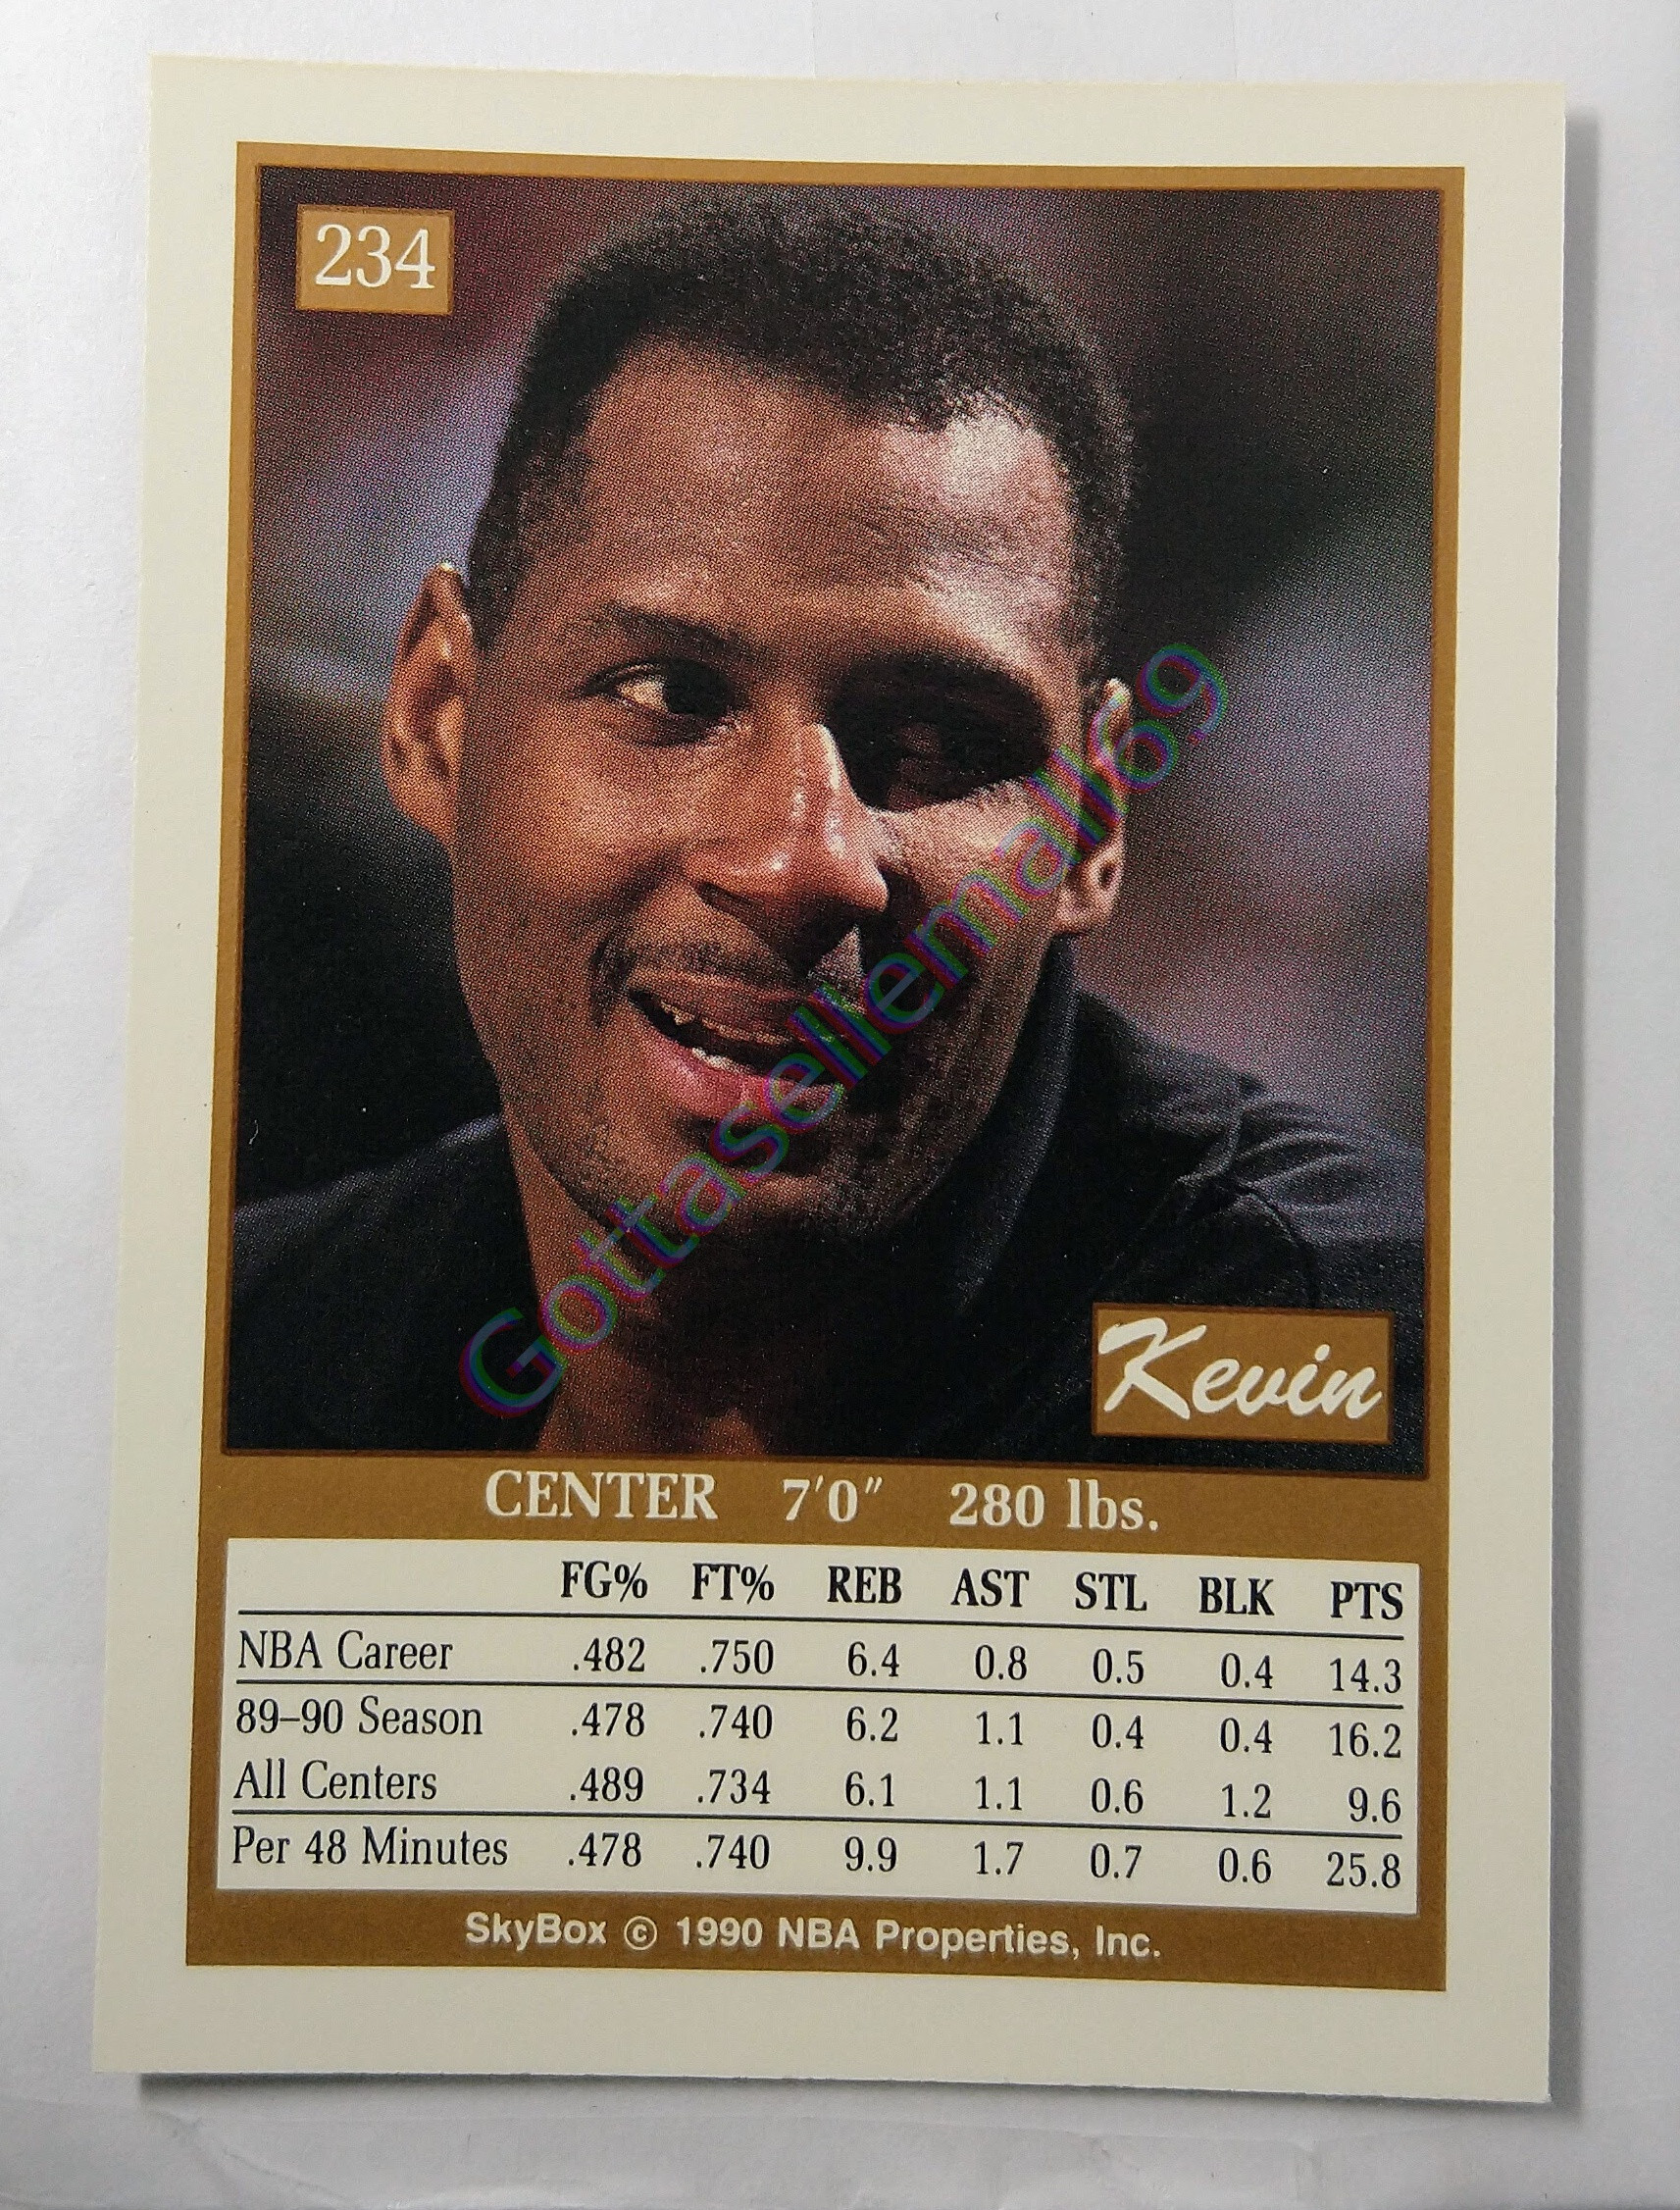 234
Gottasellemall69
Kevin
CENTER 7'0" 280 lbs.
FG% FT% REB AST STL BLK PTS
NBA Career .482 .750 6.4 0.8 0.5 0.4 14.3
89–90 Season .478 .740 6.2 1.1 0.4 0.4 16.2
All Centers .489 .734 6.1 1.1 0.6 1.2 9.6
Per 48 Minutes .478 .740 9.9 1.7 0.7 0.6 25.8
SkyBox © 1990 NBA Properties, Inc.